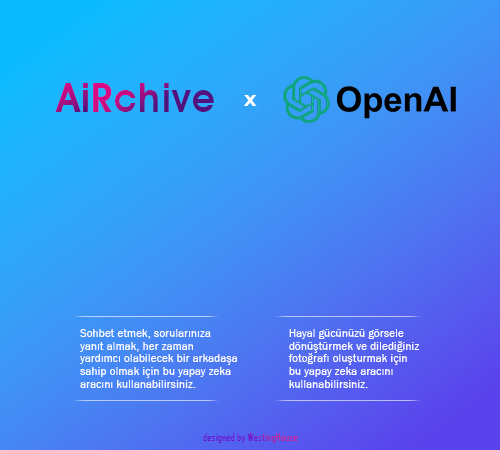 AiRchive x OpenAI
Sohbet etmek, sorularınıza
yanıt almak, her zaman
yardımcı olabilecek bir arkadaşa
sahip olmak için bu yapay zeka
aracını kullanabilirsiniz.
Hayal gücünüzü görsele
dönüştürmek ve dilediğiniz
fotoğrafı oluşturmak için
bu yapay zeka aracını
kullanabilirsiniz.
designed by Westinghouse